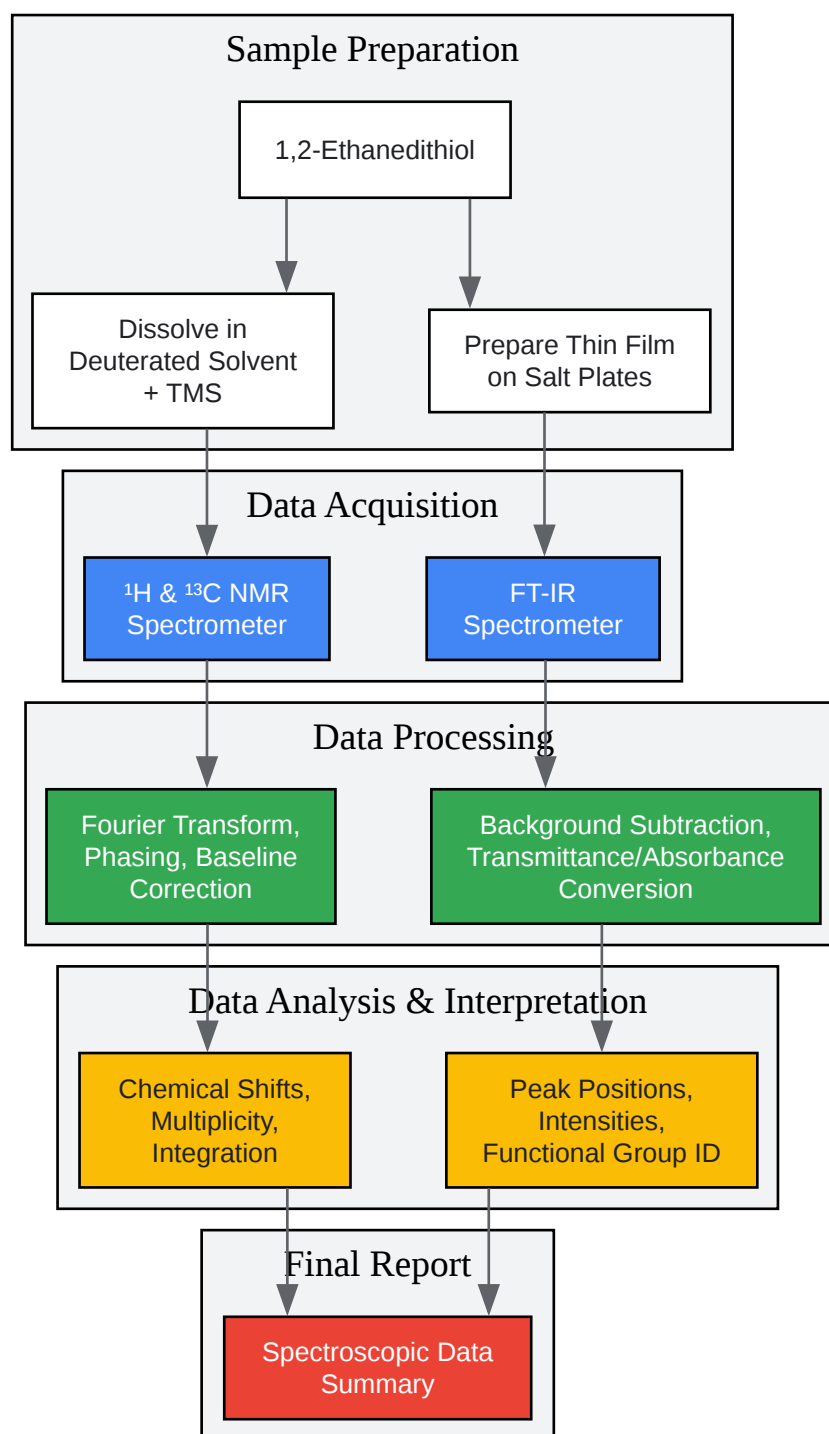 Sample Preparation
1,2-Ethanedithiol
Dissolve in
Deuterated Solvent
+ TMS
Prepare Thin Film
on Salt Plates
Data Acquisition
¹H & ¹³C NMR
Spectrometer
FT-IR
Spectrometer
Data Processing
Fourier Transform,
Phasing, Baseline
Correction
Background Subtraction,
Transmittance/Absorbance
Conversion
Data Analysis & Interpretation
Chemical Shifts,
Multiplicity,
Integration
Peak Positions,
Intensities,
Functional Group ID
Final Report
Spectroscopic Data
Summary